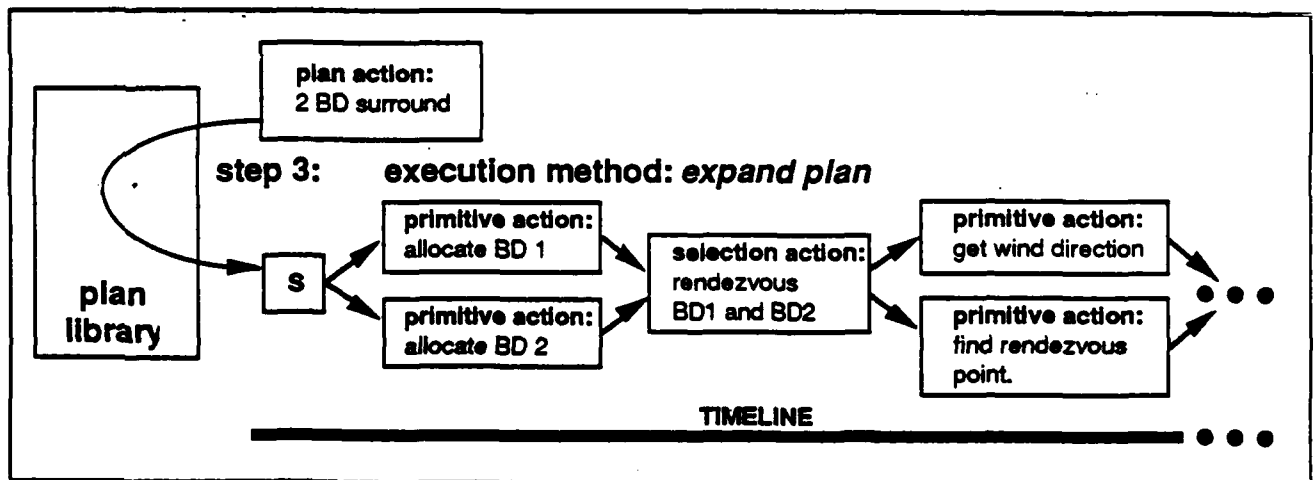 plan action:
2 BD surround
step 3: execution method: expand plan
plan
library
S
primitive action:
allocate BD 1
primitive action:
allocate BD 2
selection action:
rendezvous
BD1 and BD2
primitive action:
get wind direction
primitive action:
find rendezvous
point.
TIMELINE